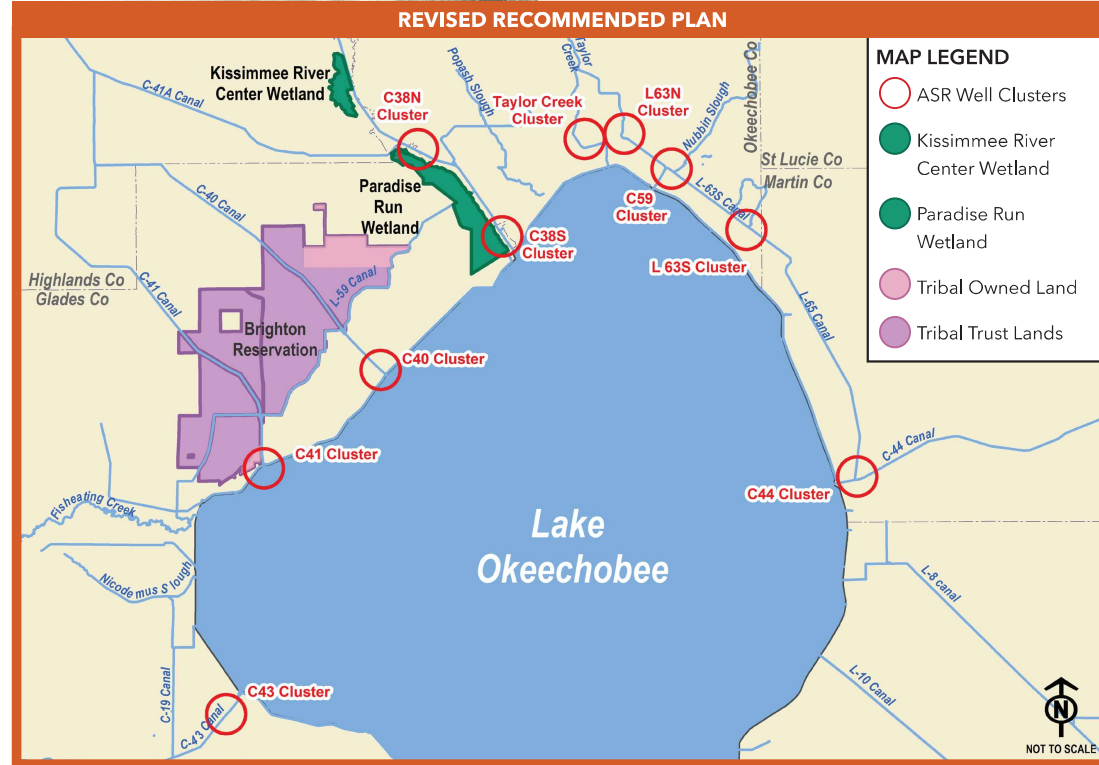 REVISED RECOMMENDED PLAN
Kissimmee River
Center Wetland
C-41A Canal
C38N
Cluster
Popash Slough
Taylor
Creek
Taylor Creek
Cluster
L63N
Cluster
Nubbin Slough
Okeechobee Co
St Lucie Co
Martin Co
C-40 Canal
Paradise
Run
Wetland
C59
Cluster
L-63S Canal
C38S
Cluster
L 63S Cluster
Highlands Co
Glades Co
C-41 Canal
L-59 Canal
L-65 Canal
Brighton
Reservation
C40 Cluster
C41 Cluster
C-44 Canal
C44 Cluster
Fisheating Creek
Lake
Okeechobee
Nicodemus Slough
L-8 canal
C-19 Canal
C43 Cluster
C-43 Canal
L-10 Canal
MAP LEGEND
ASR Well Clusters
Kissimmee River
Center Wetland
Paradise Run
Wetland
Tribal Owned Land
Tribal Trust Lands
N
NOT TO SCALE